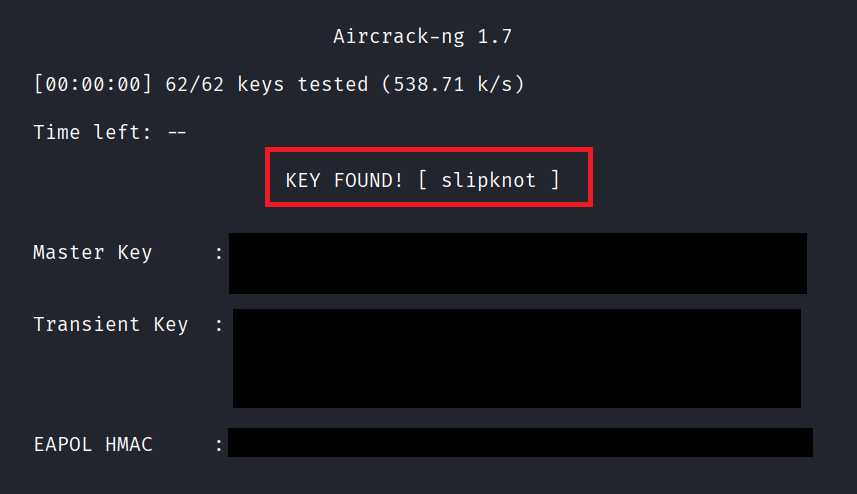 Aircrack-ng 1.7
[00:00:00] 62/62 keys tested (538.71 k/s)
Time left: --
KEY FOUND! [ slipknot ]
Master Key :
Transient Key :
EAPOL HMAC :